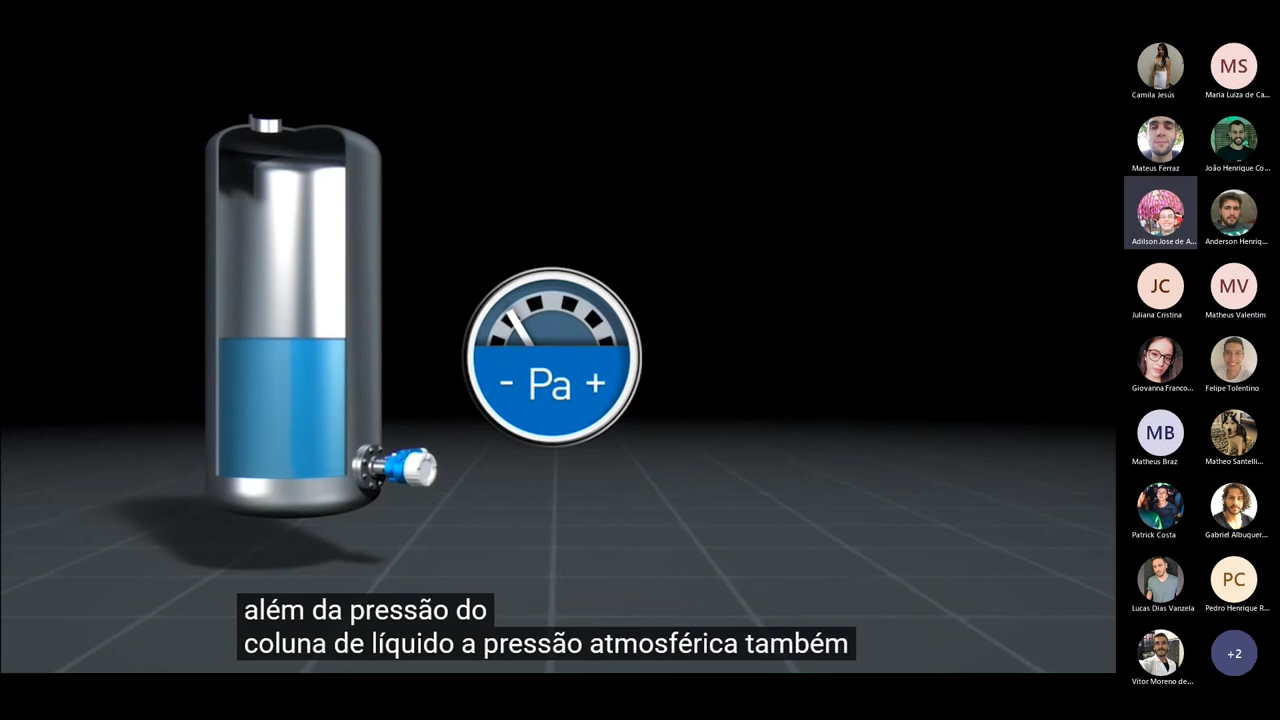 - Pa +
além da pressão do
coluna de líquido a pressão atmosférica também
Camila Jesús
MS
Maria Luiza de Ca...
Mateus Ferraz
João Henrique Co...
Adilson Jose de A...
Anderson Henriq...
JC
Juliana Cristina
MV
Matheus Valentim
Giovanna Franco...
Felipe Tolentino
MB
Matheus Braz
Matheo Santelli...
Patrick Costa
Gabriel Albuquer...
Lucas Dias Vanzela
PC
Pedro Henrique R...
Vítor Moreno de...
+2